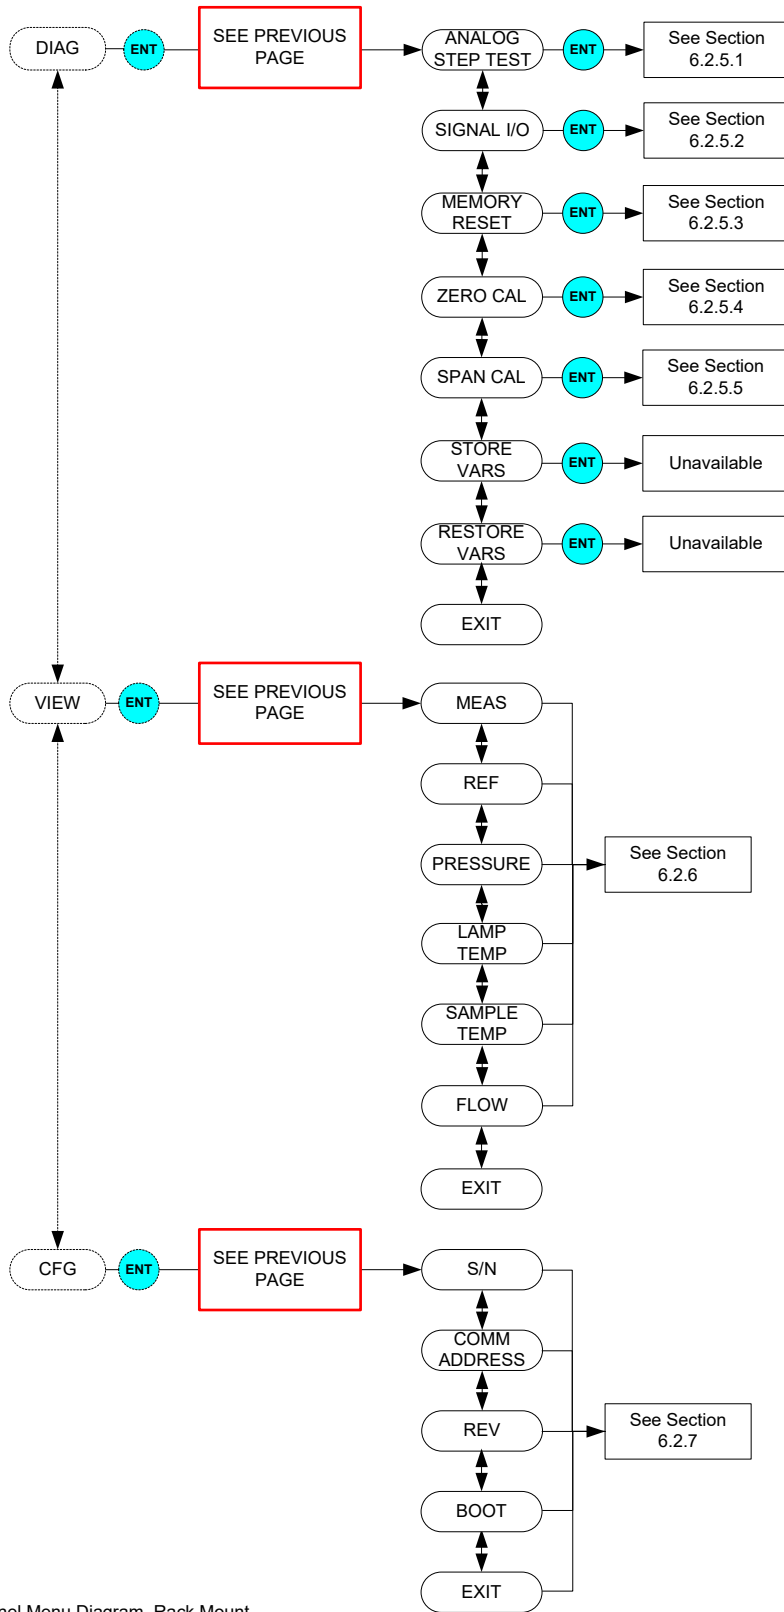 DIAG
ENT
SEE PREVIOUS
PAGE
ANALOG
STEP TEST
ENT
See Section
6.2.5.1
SIGNAL I/O
ENT
See Section
6.2.5.2
MEMORY
RESET
ENT
See Section
6.2.5.3
ZERO CAL
ENT
See Section
6.2.5.4
SPAN CAL
ENT
See Section
6.2.5.5
STORE
VARS
ENT
Unavailable
RESTORE
VARS
ENT
Unavailable
EXIT
VIEW
ENT
SEE PREVIOUS
PAGE
MEAS
REF
PRESSURE
See Section
6.2.6
LAMP
TEMP
SAMPLE
TEMP
FLOW
EXIT
CFG
ENT
SEE PREVIOUS
PAGE
S/N
COMM
ADDRESS
REV
See Section
6.2.7
BOOT
EXIT
Menu Diagram, Rack Mount